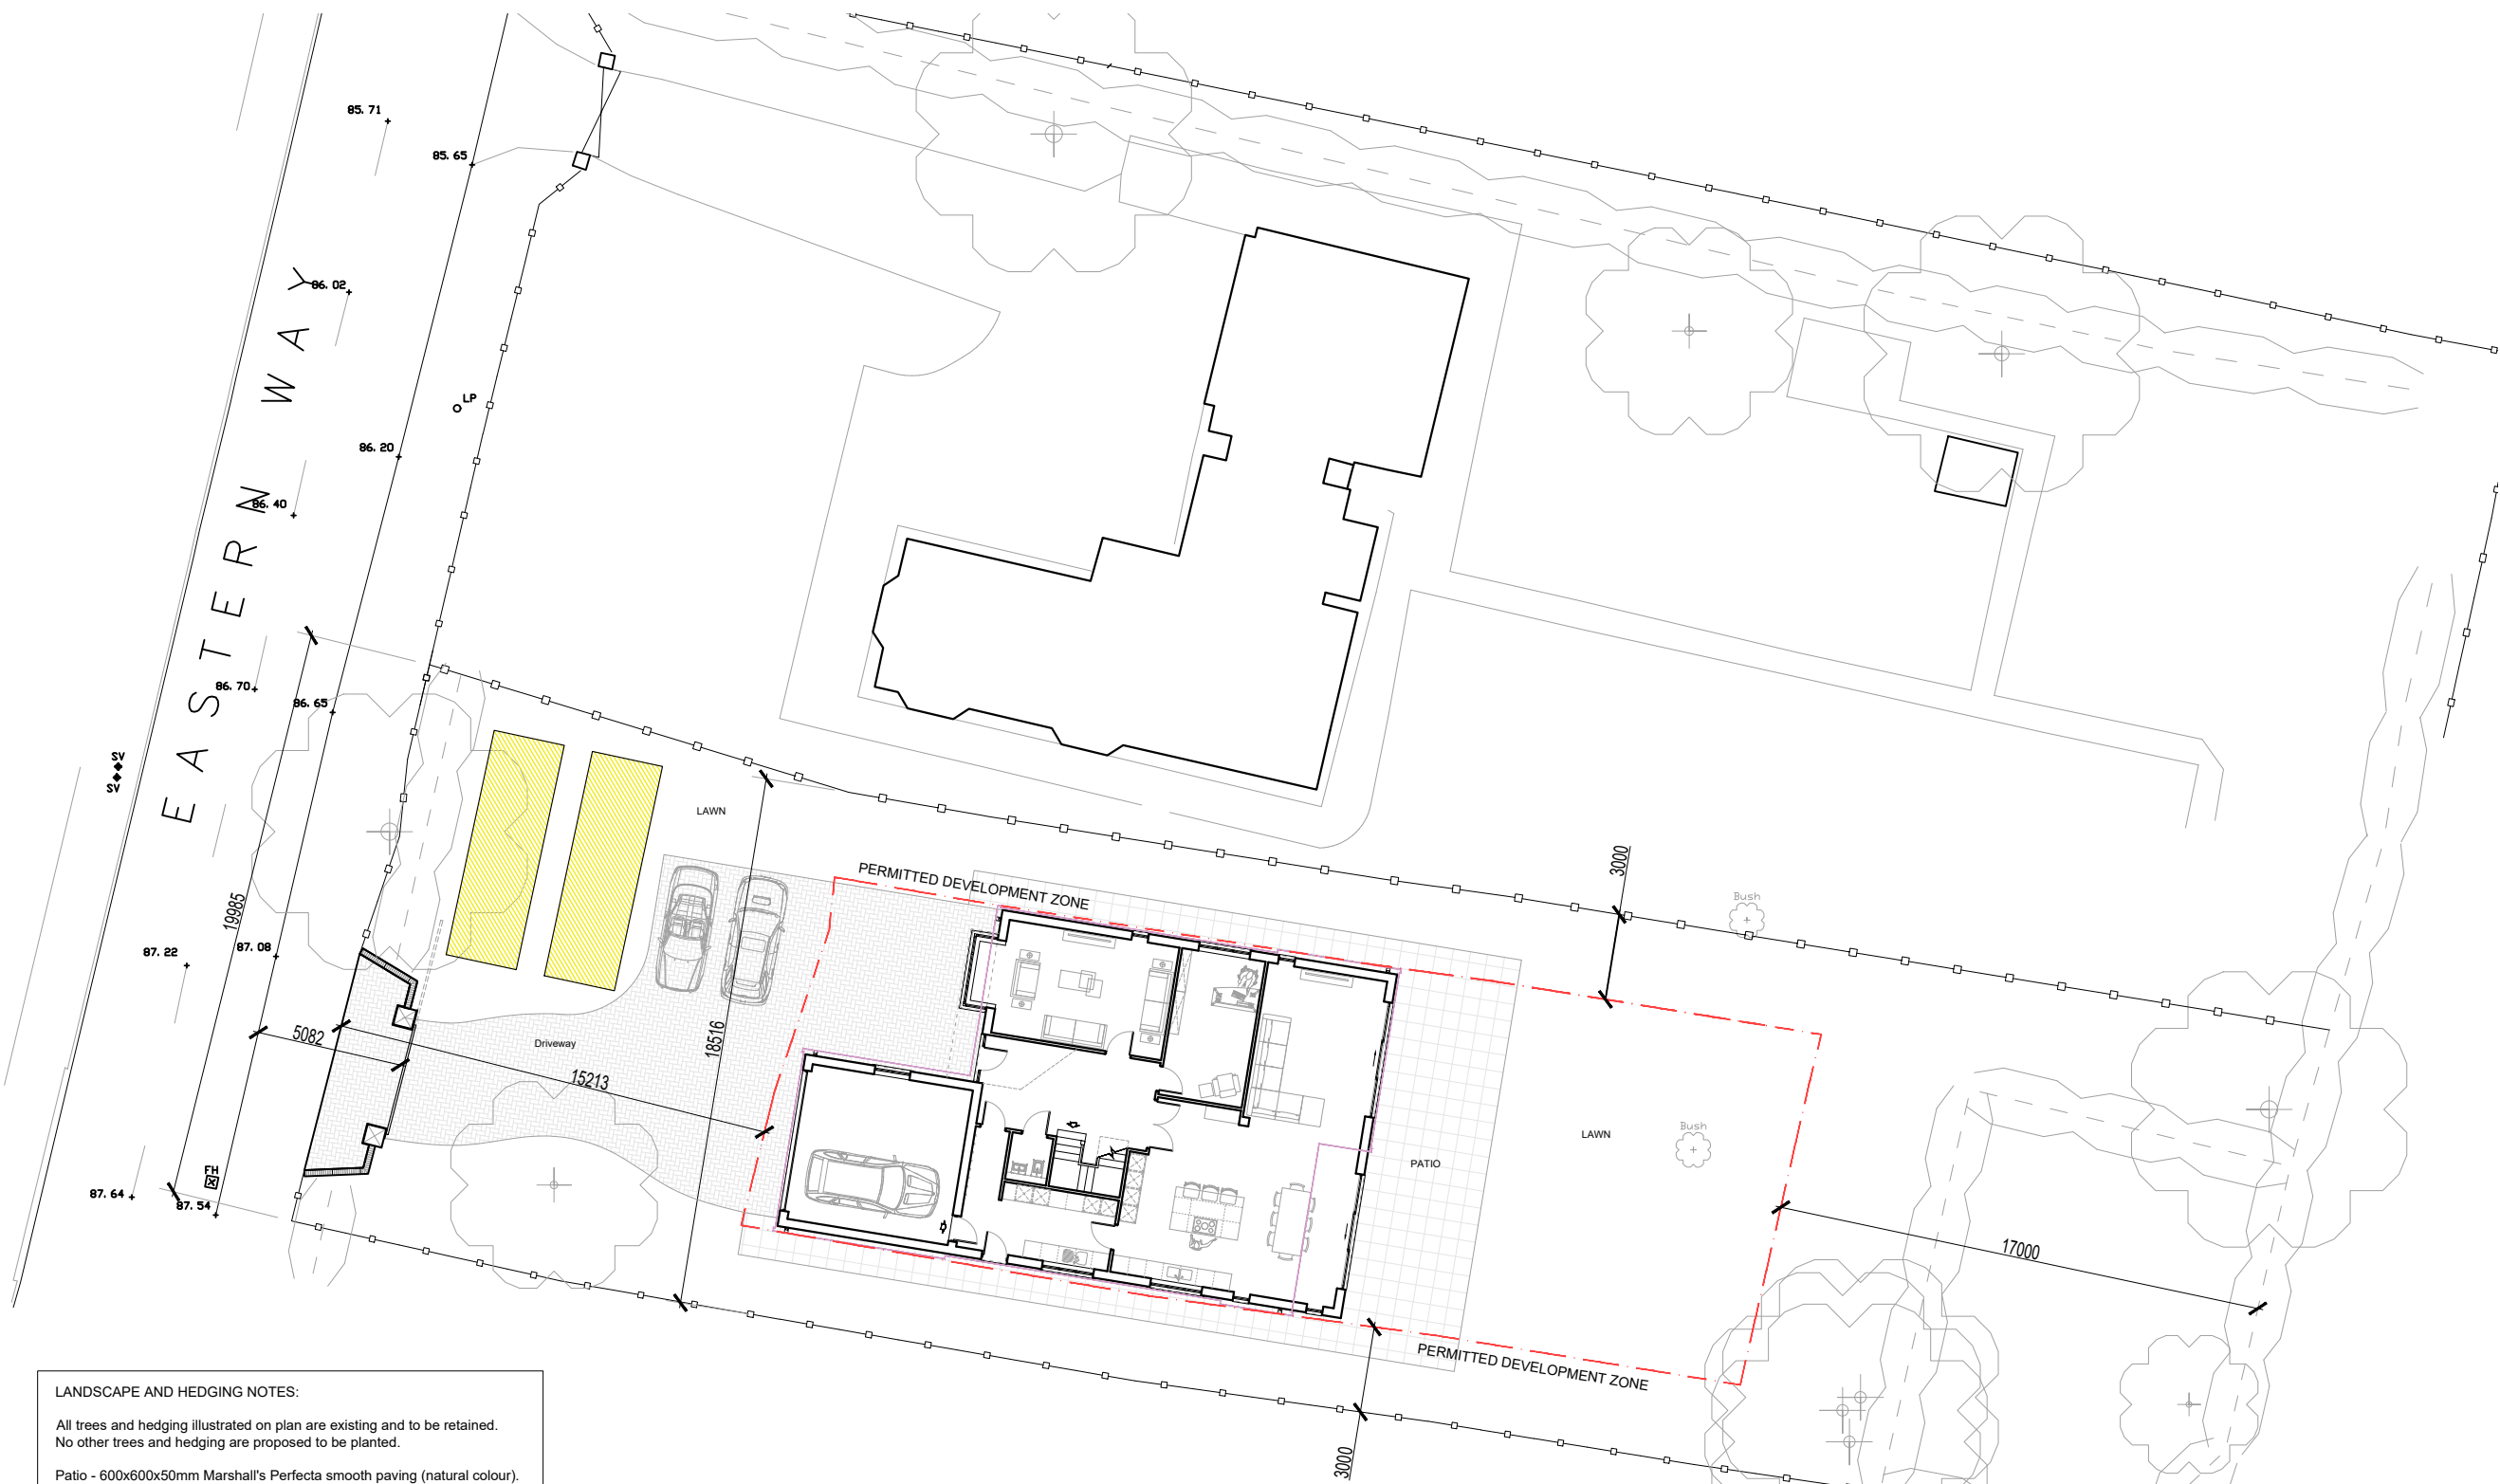 85.71
85.65
86.02
LP
86.20
86.40
EASTERN WAY
86.70
86.65
SV
SV
LAWN
3000
PERMITTED DEVELOPMENT ZONE
Bush
19985
87.22
87.08
5082
Driveway
18516
15213
LAWN
Bush
PATIO
FH
87.64
87.54
17000
PERMITTED DEVELOPMENT ZONE
3000
LANDSCAPE AND HEDGING NOTES:
All trees and hedging illustrated on plan are existing and to be retained.
No other trees and hedging are proposed to be planted.
Patio - 600x600x50mm Marshall's Perfecta smooth paving (natural colour).